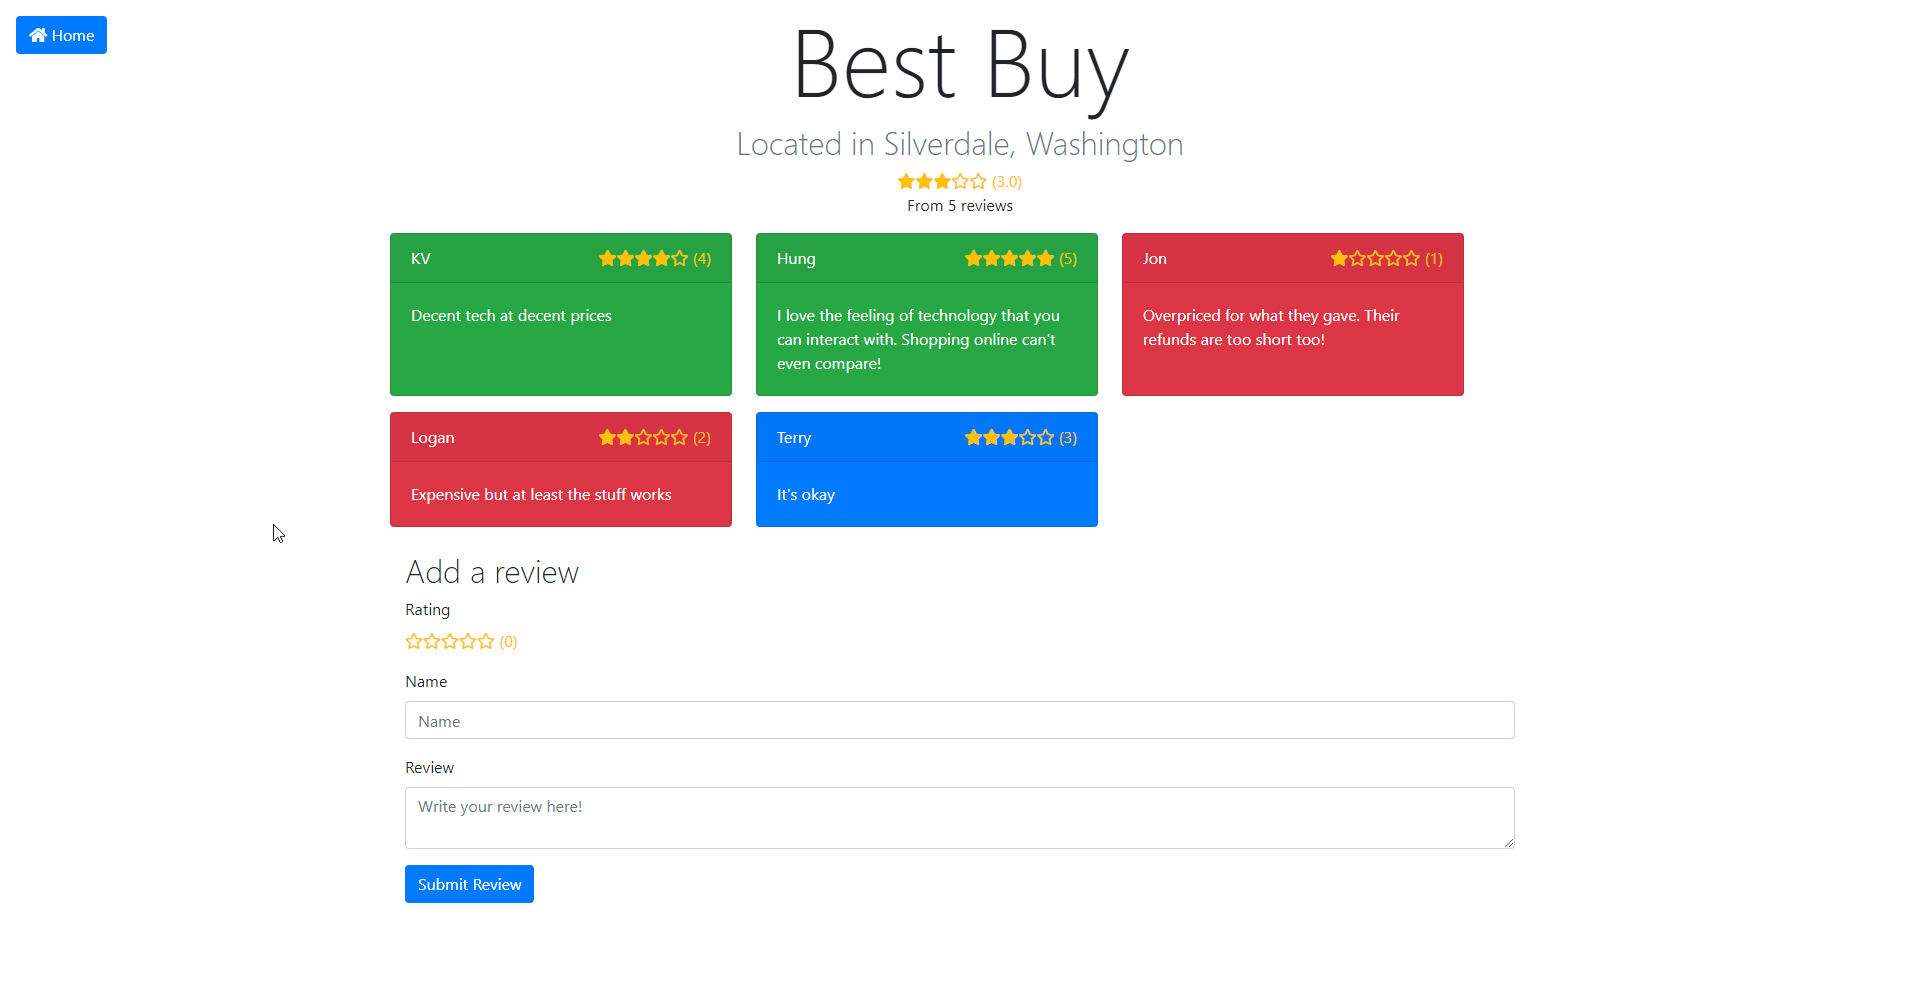 Home
Best Buy
Located in Silverdale, Washington
(3.0)
From 5 reviews
KV (4)
Decent tech at decent prices
Hung (5)
I love the feeling of technology that you
can interact with. Shopping online can't
even compare!
Jon (1)
Overpriced for what they gave. Their
refunds are too short too!
Logan (2)
Expensive but at least the stuff works
Terry (3)
It's okay
Add a review
Rating
(0)
Name
Name
Review
Write your review here!
Submit Review